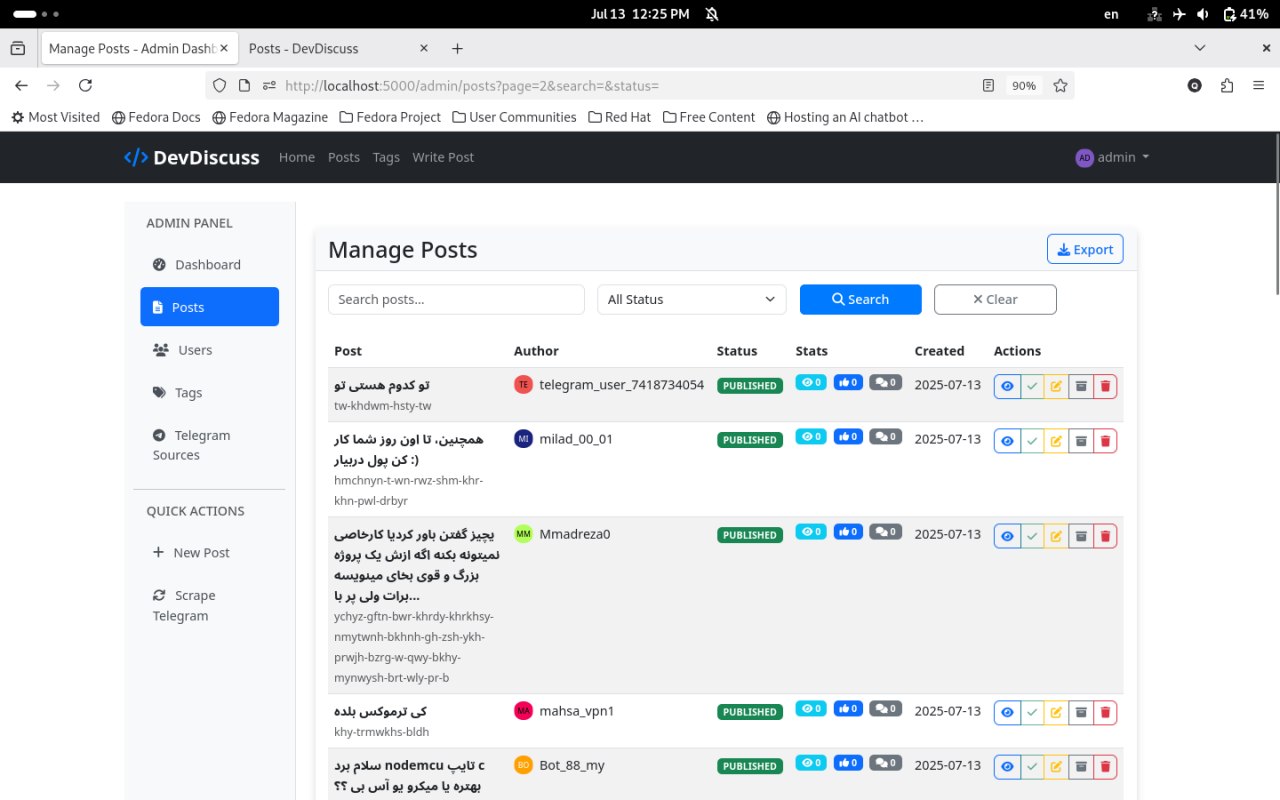 Jul 13 12:25 PM
en
41%
Manage Posts - Admin Dashb
Posts - DevDiscuss
http://localhost:5000/admin/posts?page=2&search=&status=
90%
Most Visited
Fedora Docs
Fedora Magazine
Fedora Project
User Communities
Red Hat
Free Content
Hosting an AI chatbot ...
</> DevDiscuss
Home
Posts
Tags
Write Post
AD admin
ADMIN PANEL
Dashboard
Posts
Users
Tags
Telegram
Sources
QUICK ACTIONS
New Post
Scrape
Telegram
Manage Posts
Export
Search posts...
All Status
Search
Clear
Post Author Status Stats Created Actions
تو کدوم هستی تو
tw-khdwm-hsty-tw
TE telegram_user_7418734054 PUBLISHED 0 0 0 2025-07-13
همچنین. تا اون روز شما کار
کن پول دربیار :)
hmchnyn-t-wn-rwz-shm-khr-
khn-pwl-drbyr
MI milad_00_01 PUBLISHED 0 0 0 2025-07-13
یچیز گفتن باور کردیا کارخاصی
نمیتونه بکنه اگه ازش یک پروژه
بزرگ و قوی بخای مینویسه
برات ولی پر با...
ychyz-gftn-bwr-khrdy-khrkhsy-
nmytwnh-bkhnh-gh-zsh-ykh-
prwjh-bzrg-w-qwy-bkhy-
mynwysh-brt-wly-pr-b
MM Mmadreza0 PUBLISHED 0 0 0 2025-07-13
کی ترموکس بلده
khy-trmwkhs-bldh
MA mahsa_vpn1 PUBLISHED 0 0 0 2025-07-13
سلام برد nodemcu تایپ c
بهتره یا میکرو یو آس بی ؟؟
BO Bot_88_my PUBLISHED 0 0 0 2025-07-13